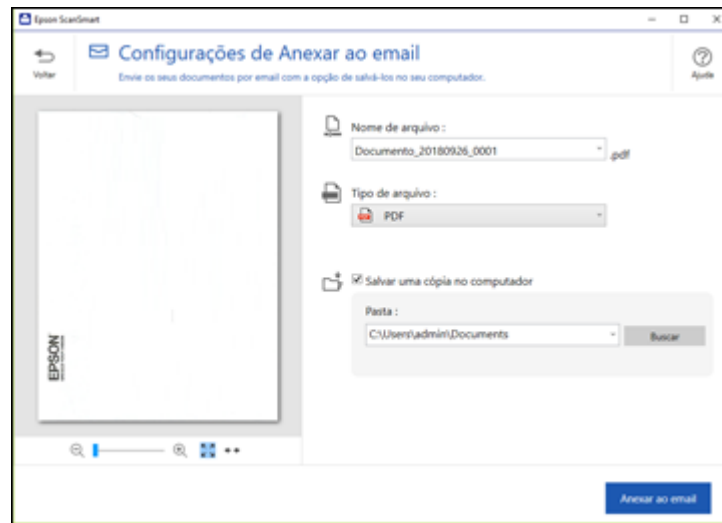 Epson ScanSmart
Voltar
Configurações de Anexar ao email
Envie os seus documentos por email com a opção de salvá-los no seu computador.
Ajuda
Nome de arquivo :
Documento_20180926_0001
.pdf
Tipo de arquivo :
PDF
Salvar uma cópia no computador
Pasta :
C:\Users\admin\Documents
Buscar
EPSON
Anexar ao email